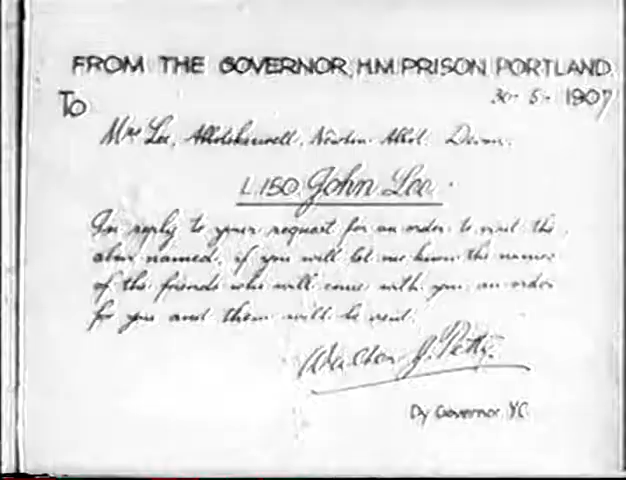 FROM THE GOVERNOR, H.M. PRISON, PORTLAND.
30-5-1907
To
Mrs Lee, Abbotskerswell, Newton Abbot. Devon.
L.150. John Lee.
In reply to your request for an order to visit the
above named, if you will let me know the names
of the friends who will come with you an order
for you and them will be sent.
J. Petty.
Dy Governor